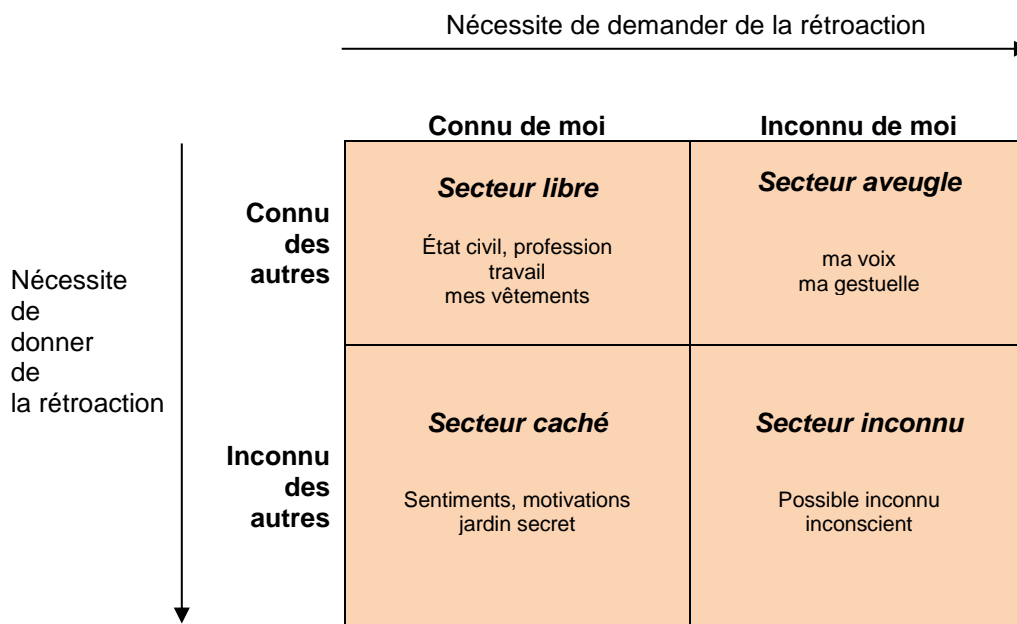 Nécessite de demander de la rétroaction
Connu de moi
Inconnu de moi
Nécessite
de
donner
de
la rétroaction
Connu
des
autres
Secteur libre
État civil, profession
travail
mes vêtements
Secteur aveugle
ma voix
ma gestuelle
Inconnu
des
autres
Secteur caché
Sentiments, motivations
jardin secret
Secteur inconnu
Possible inconnu
inconscient